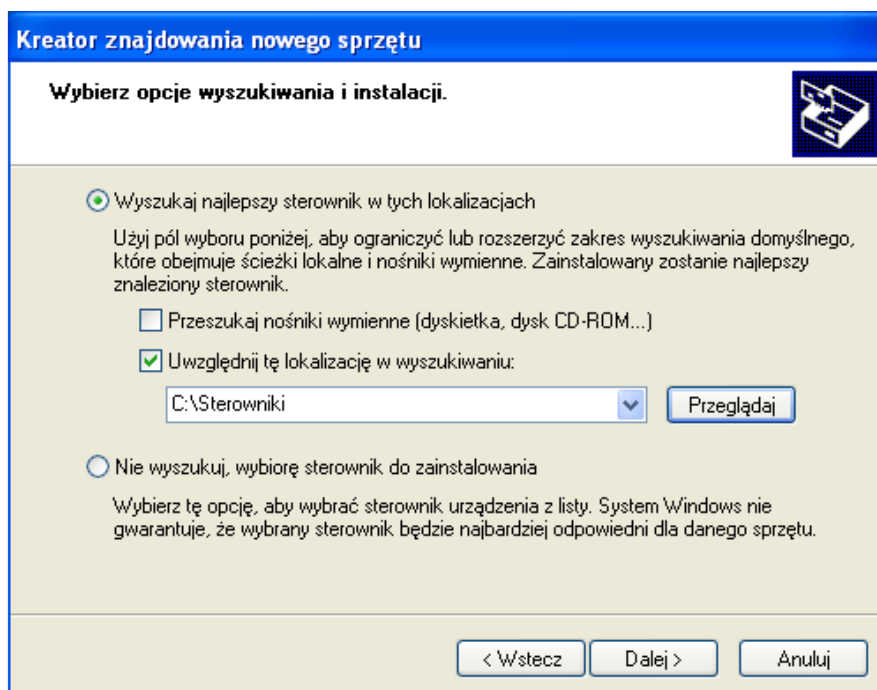 Kreator znajdowania nowego sprzętu
Wybierz opcje wyszukiwania i instalacji.
Wyszukaj najlepszy sterownik w tych lokalizacjach
Użyj pól wyboru poniżej, aby ograniczyć lub rozszerzyć zakres wyszukiwania domyślnego,
które obejmuje ścieżki lokalne i nośniki wymienne. Zainstalowany zostanie najlepszy
znaleziony sterownik.
Przeszukaj nośniki wymienne (dyskietka, dysk CD-ROM...)
Uwzględnij tę lokalizację w wyszukiwaniu:
C:\Sterowniki
Przeglądaj
Nie wyszukuj, wybiorę sterownik do zainstalowania
Wybierz tę opcję, aby wybrać sterownik urządzenia z listy. System Windows nie
gwarantuje, że wybrany sterownik będzie najbardziej odpowiedni dla danego sprzętu.
< Wstecz
Dalej >
Anuluj